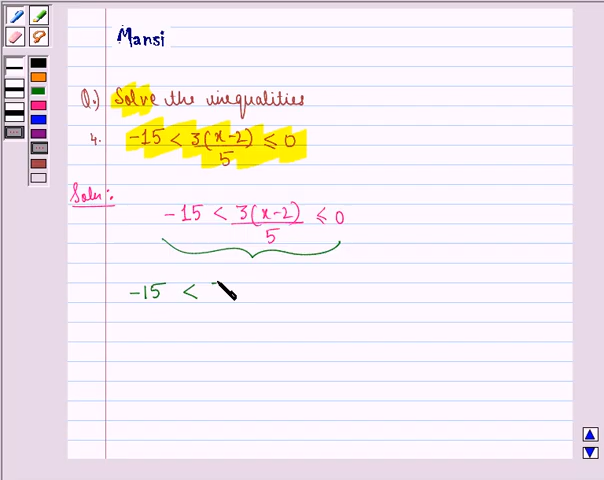 Mansi
Q.) Solve the inequalities
4. -15 < 3(x-2)/5 ≤ 0
Soln:
-15 < 3(x-2)/5 ≤ 0
-15 <